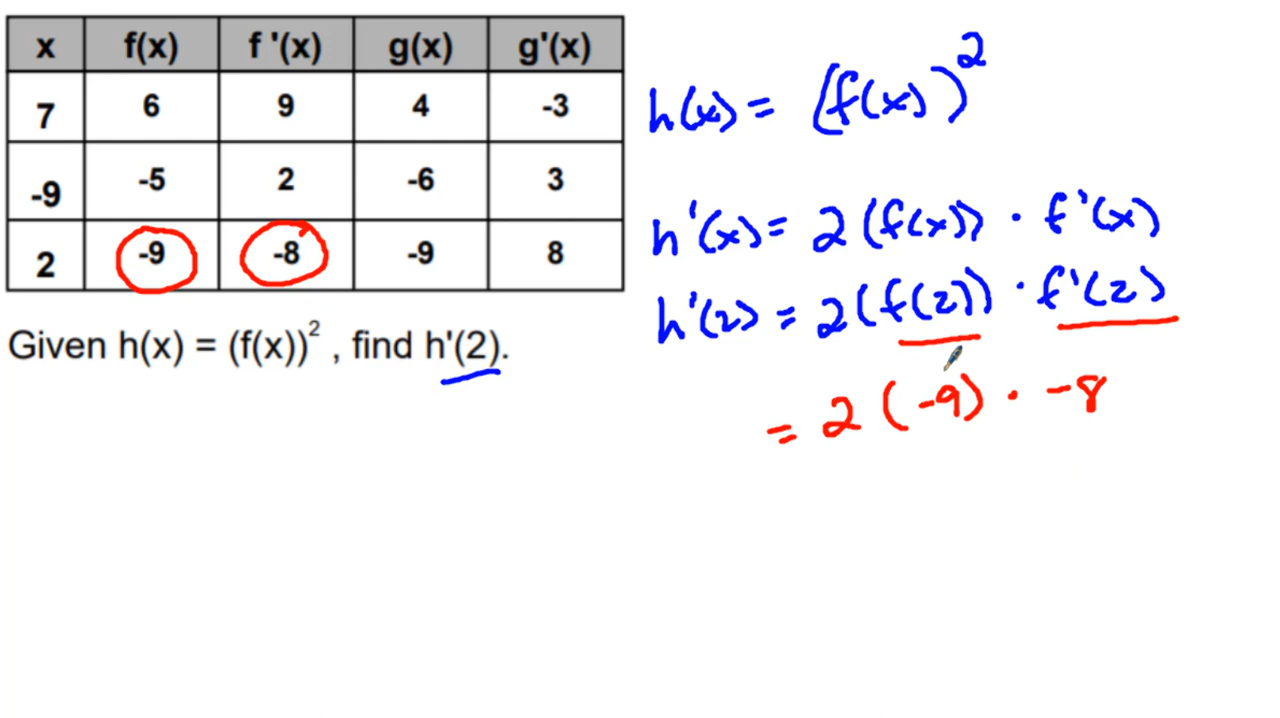 x f(x) f '(x) g(x) g'(x)
7 6 9 4 -3
-9 -5 2 -6 3
2 -9 -8 -9 8
Given h(x) = (f(x))² , find h'(2).
h(x) = (f(x))²
h'(x) = 2(f(x)) · f'(x)
h'(2) = 2(f(2)) · f'(2)
= 2(-9) · -8